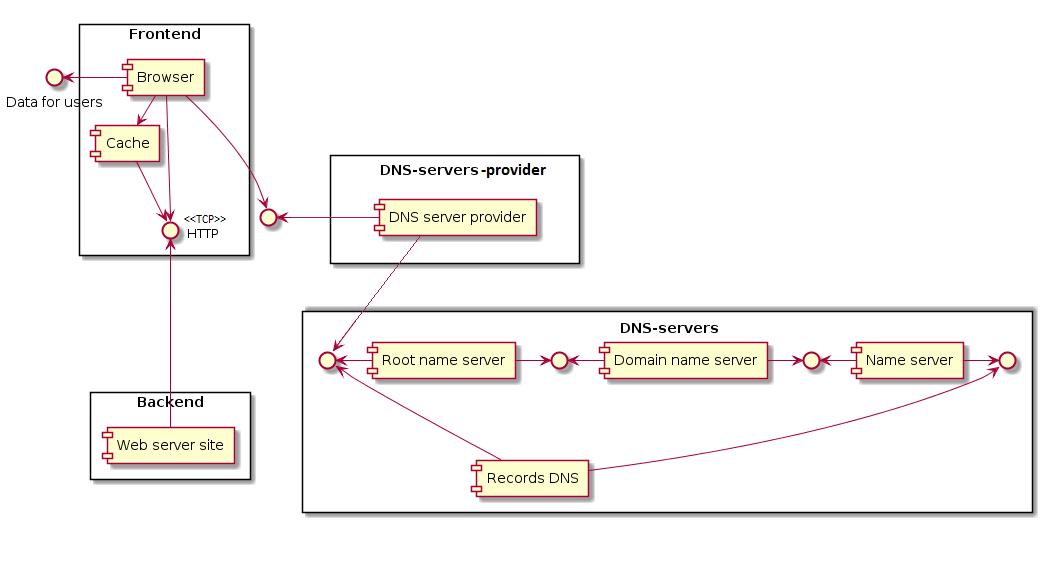 Frontend
Browser
Data for users
Cache
<<TCP>>
HTTP
DNS-servers-provider
DNS server provider
DNS-servers
Root name server
Domain name server
Name server
Records DNS
Backend
Web server site